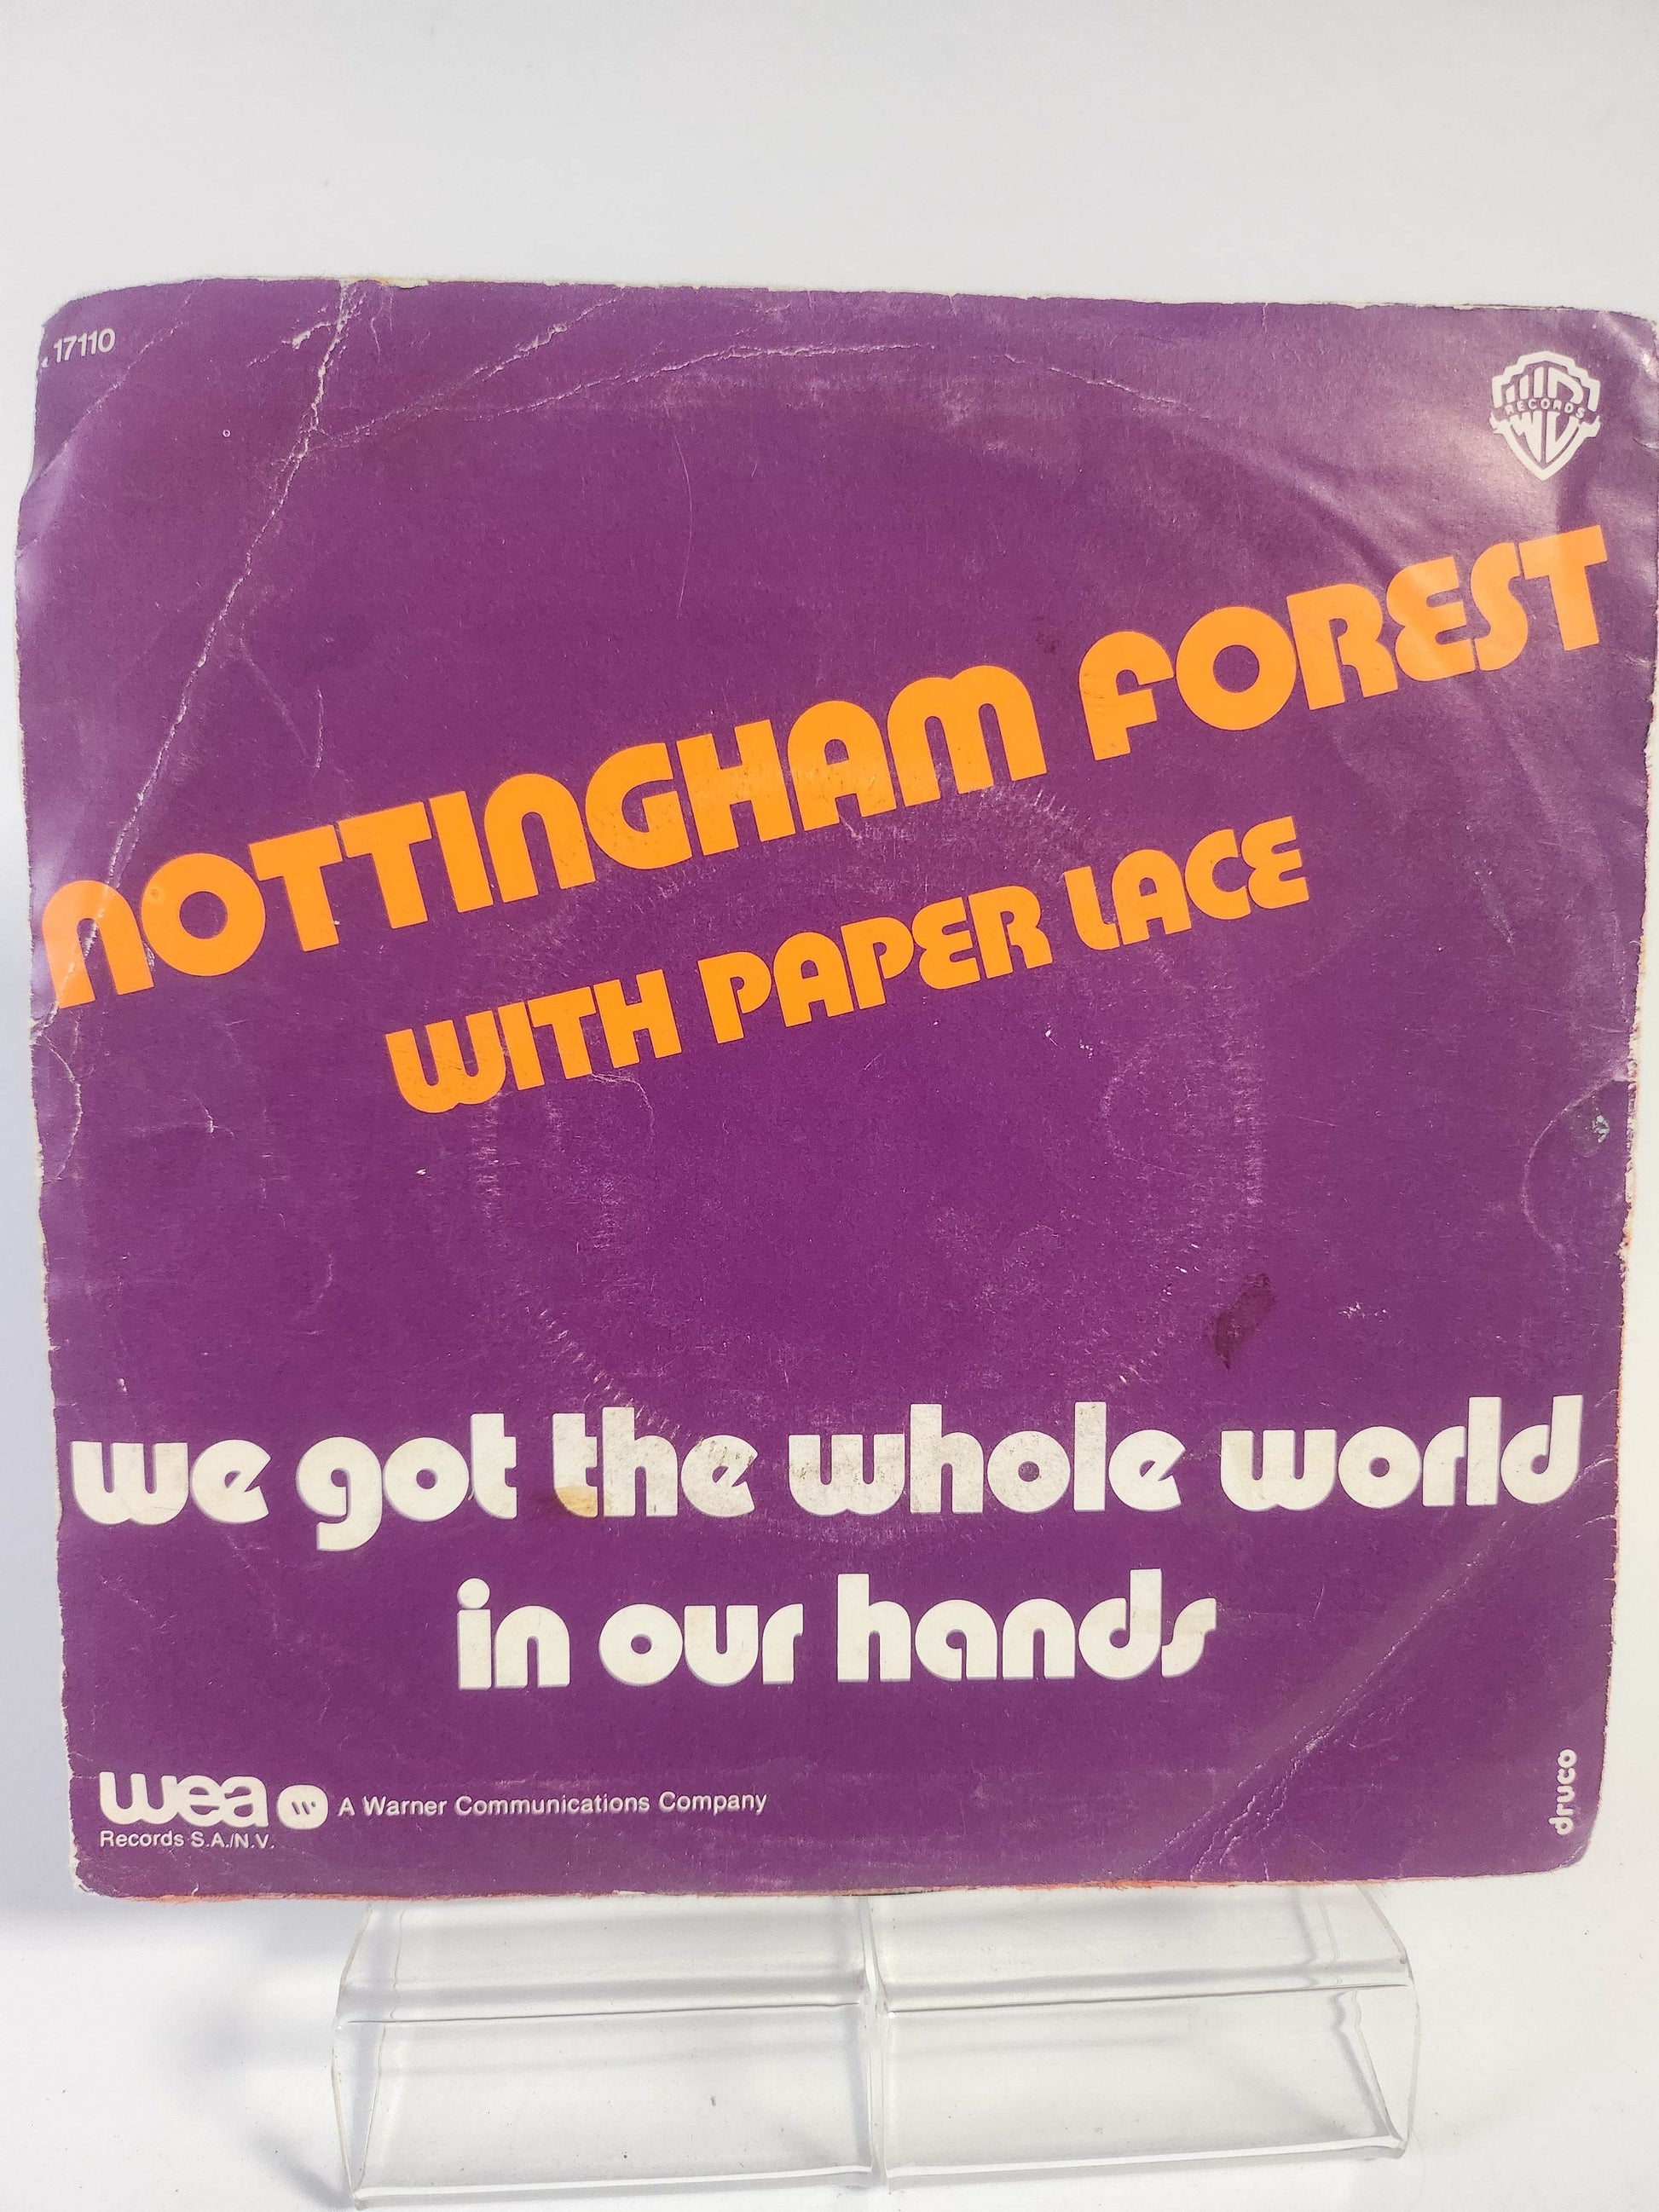 . 17110
RECORDS
NOTTINGHAM FOREST
WITH PAPER LACE
we got the whole world
in our hands
wea A Warner Communications Company
Records S.A./N.V.
druco